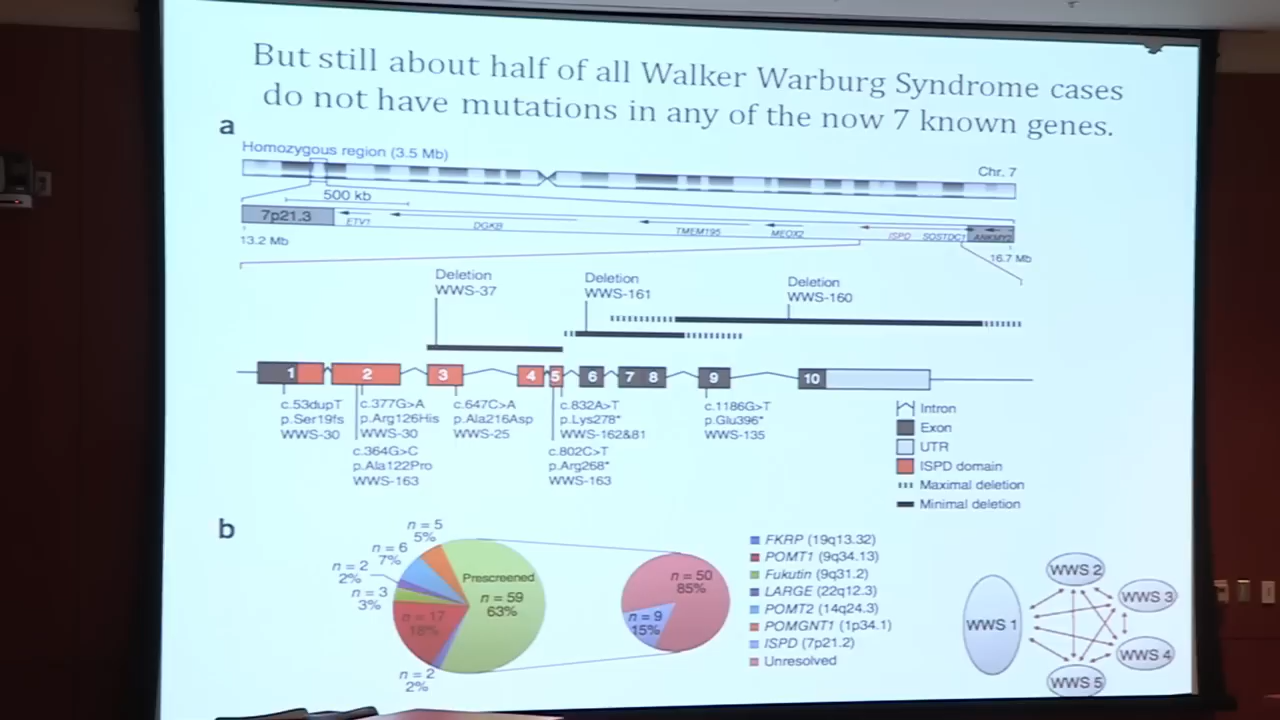 But still about half of all Walker Warburg Syndrome cases
do not have mutations in any of the now 7 known genes.
a
Homozygous region (3.5 Mb)
Chr. 7
500 kb
7p21.3
ETV1
DGKB
TMEM195
MEOX2
ISPD
SOSTDC1
ANKMY2
13.2 Mb
16.7 Mb
Deletion
WWS-37
Deletion
WWS-161
Deletion
WWS-160
1 2 3 4 5 6 7 8 9 10
c.53dupT
p.Ser19fs
WWS-30
c.377G>A
p.Arg126His
WWS-30
c.364G>C
p.Ala122Pro
WWS-163
c.647C>A
p.Ala216Asp
WWS-25
c.832A>T
p.Lys278*
WWS-162&81
c.802C>T
p.Arg268*
WWS-163
c.1186G>T
p.Glu396*
WWS-135
Intron
Exon
UTR
ISPD domain
Maximal deletion
Minimal deletion
b
n = 5
5%
n = 6
7%
n = 2
2%
n = 3
3%
n = 17
18%
n = 2
2%
Prescreened
n = 59
63%
n = 50
85%
n = 9
15%
FKRP (19q13.32)
POMT1 (9q34.13)
Fukutin (9q31.2)
LARGE (22q12.3)
POMT2 (14q24.3)
POMGNT1 (1p34.1)
ISPD (7p21.2)
Unresolved
WWS 1
WWS 2
WWS 3
WWS 4
WWS 5